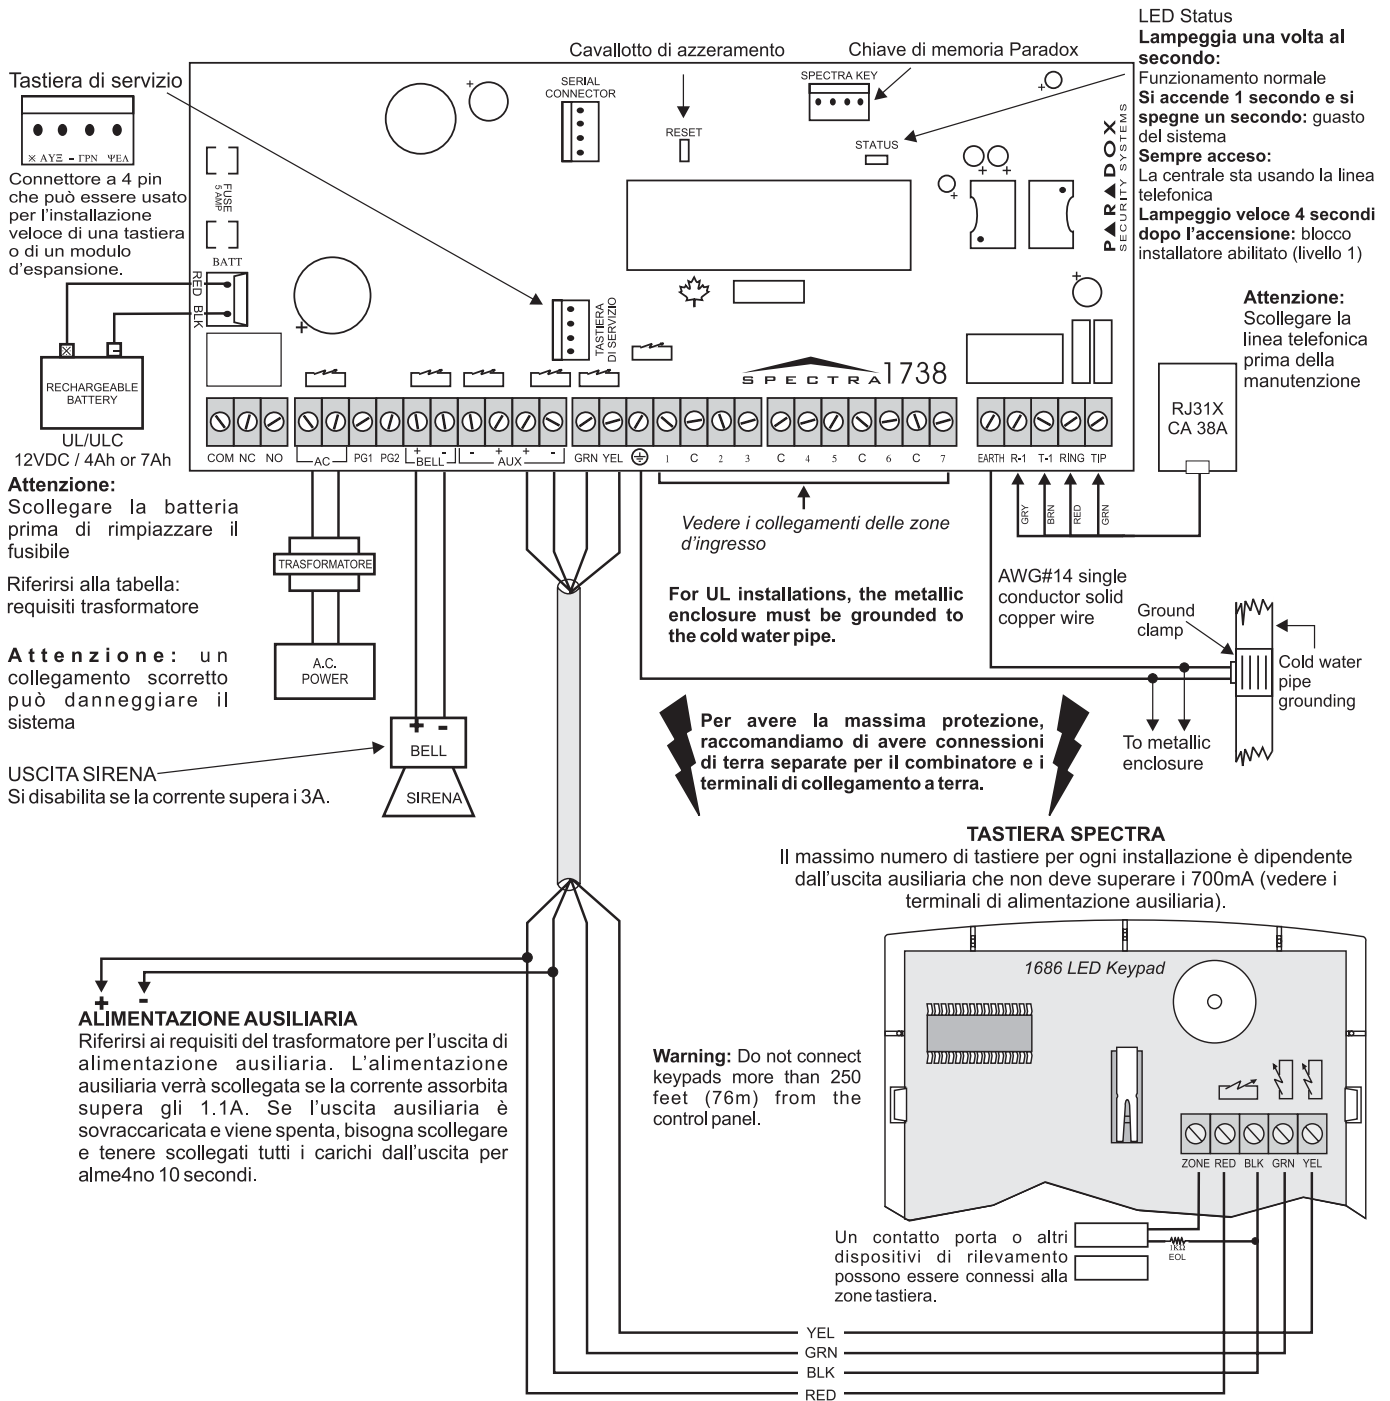 LED Status
Lampeggia una volta al
secondo:
Funzionamento normale
Si accende 1 secondo e si
spegne un secondo: guasto
del sistema
Sempre acceso:
La centrale sta usando la linea
telefonica
Lampeggio veloce 4 secondi
dopo l'accensione: blocco
installatore abilitato (livello 1)
Cavallotto di azzeramento
Chiave di memoria Paradox
Tastiera di servizio
SERIAL
CONNECTOR
SPECTRA KEY
RESET
STATUS
PARADOX
SECURITY SYSTEMS
× ΑΥΞ - ΓΡΝ ΨΕΛ
Connettore a 4 pin
che può essere usato
per l'installazione
veloce di una tastiera
o di un modulo
d'espansione.
FUSE
5 AMP
BATT
RED
BLK
+
-
RECHARGEABLE
BATTERY
UL/ULC
12VDC / 4Ah or 7Ah
TASTIERA
DI SERVIZIO
SPECTRA 1738
Attenzione:
Scollegare la
linea telefonica
prima della
manutenzione
RJ31X
CA 38A
COM NC NO AC PG1 PG2 + BELL - - + AUX + - GRN YEL 1 C 2 3 C 4 5 C 6 C 7 EARTH R-1 T-1 RING TIP
GRY
BRN
RED
GRN
Attenzione:
Scollegare la batteria
prima di rimpiazzare il
fusibile
Riferirsi alla tabella:
requisiti trasformatore
Attenzione: un
collegamento scorretto
può danneggiare il
sistema
TRASFORMATORE
A.C.
POWER
+ -
BELL
SIRENA
USCITA SIRENA
Si disabilita se la corrente supera i 3A.
Vedere i collegamenti delle zone
d'ingresso
For UL installations, the metallic
enclosure must be grounded to
the cold water pipe.
AWG#14 single
conductor solid
copper wire
Ground
clamp
Cold water
pipe
grounding
To metallic
enclosure
Per avere la massima protezione,
raccomandiamo di avere connessioni
di terra separate per il combinatore e i
terminali di collegamento a terra.
TASTIERA SPECTRA
Il massimo numero di tastiere per ogni installazione è dipendente
dall'uscita ausiliaria che non deve superare i 700mA (vedere i
terminali di alimentazione ausiliaria).
1686 LED Keypad
+ -
ALIMENTAZIONE AUSILIARIA
Riferirsi ai requisiti del trasformatore per l'uscita di
alimentazione ausiliaria. L'alimentazione
ausiliaria verrà scollegata se la corrente assorbita
supera gli 1.1A. Se l'uscita ausiliaria è
sovraccaricata e viene spenta, bisogna scollegare
e tenere scollegati tutti i carichi dall'uscita per
alme4no 10 secondi.
Warning: Do not connect
keypads more than 250
feet (76m) from the
control panel.
ZONE RED BLK GRN YEL
Un contatto porta o altri
dispositivi di rilevamento
possono essere connessi alla
zone tastiera.
1KΩ
EOL
YEL
GRN
BLK
RED